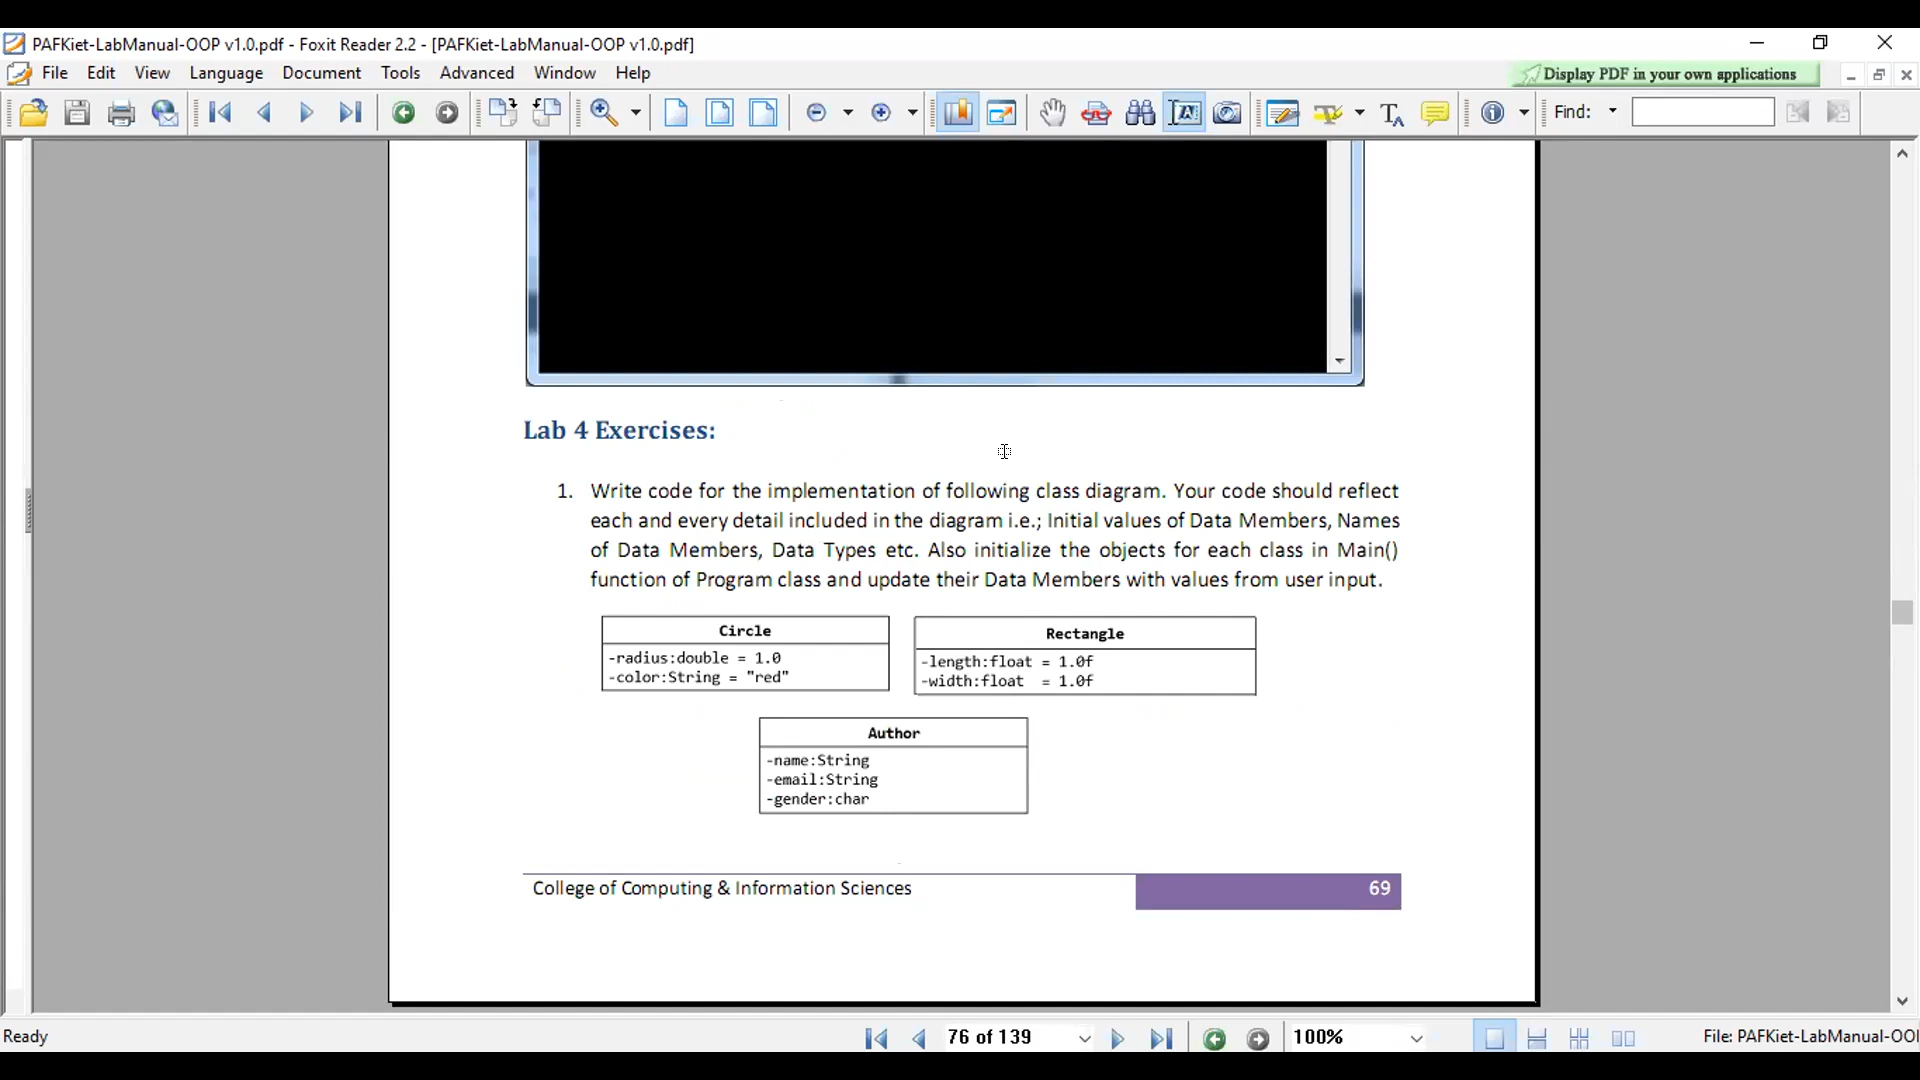 PAFKiet-LabManual-OOP v1.0.pdf - Foxit Reader 2.2 - [PAFKiet-LabManual-OOP v1.0.pdf]
File Edit View Language Document Tools Advanced Window Help
Display PDF in your own applications
Find:
Lab 4 Exercises:
1. Write code for the implementation of following class diagram. Your code should reflect
each and every detail included in the diagram i.e.; Initial values of Data Members, Names
of Data Members, Data Types etc. Also initialize the objects for each class in Main()
function of Program class and update their Data Members with values from user input.
Circle
-radius:double = 1.0
-color:String = "red"
Rectangle
-length:float = 1.0f
-width:float = 1.0f
Author
-name:String
-email:String
-gender:char
College of Computing & Information Sciences
69
Ready
76 of 139
100%
File: PAFKiet-LabManual-OO